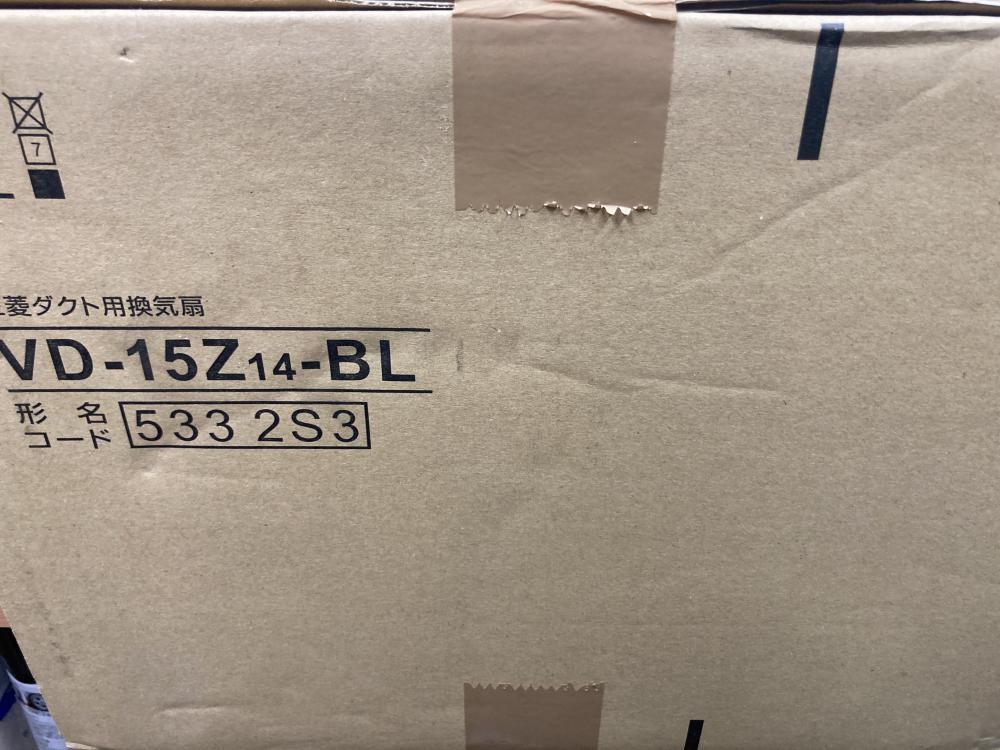 7
菱ダクト用換気扇
VD-15Z14-BL
形 名
コード
533 2S3